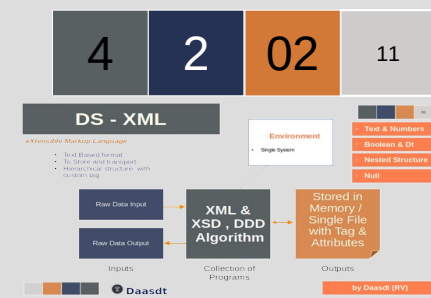 4
2
02
11
DS - XML
eXtensible Markup Language
• Text Based format
• To Store and transport
• Hierarchical structure with
custom tag
Environment
• Single System
• Text & Numbers
• Boolean & Dt
• Nested Structure
• Null
Raw Data Input
Raw Data Output
XML &
XSD , DDD
Algorithm
Stored in
Memory /
Single File
with Tag &
Attributes
Inputs
Collection of
Programs
Outputs
Daasdt
by Daasdt (RV)